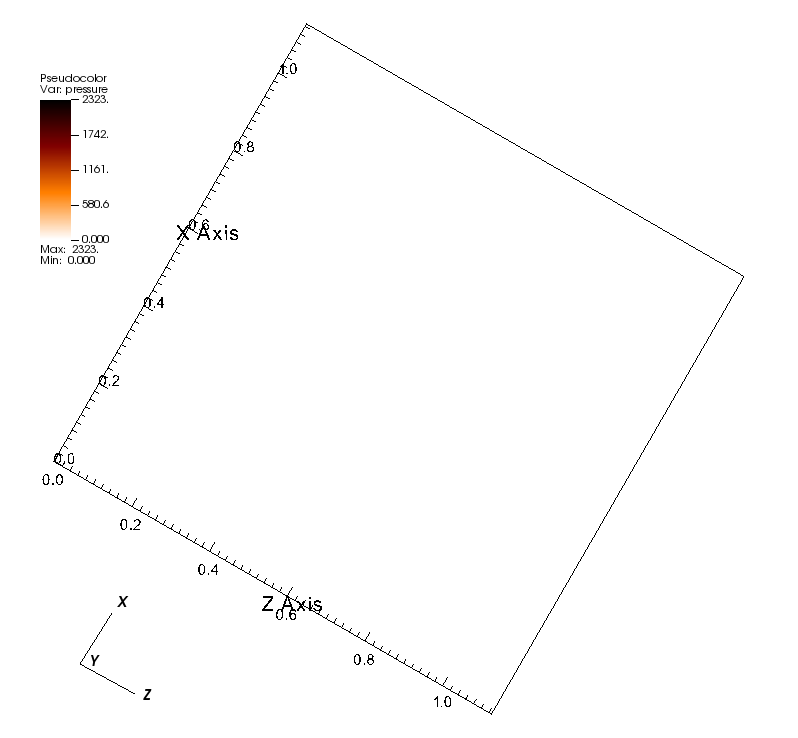 Pseudocolor
Var: pressure
2323.
1742.
1161.
580.6
0.000
Max: 2323.
Min: 0.000
1.0
0.8
0.6
X Axis
0.4
0.2
0.0
0.0
0.2
0.4
Z Axis
0.6
0.8
1.0
X
Y
Z